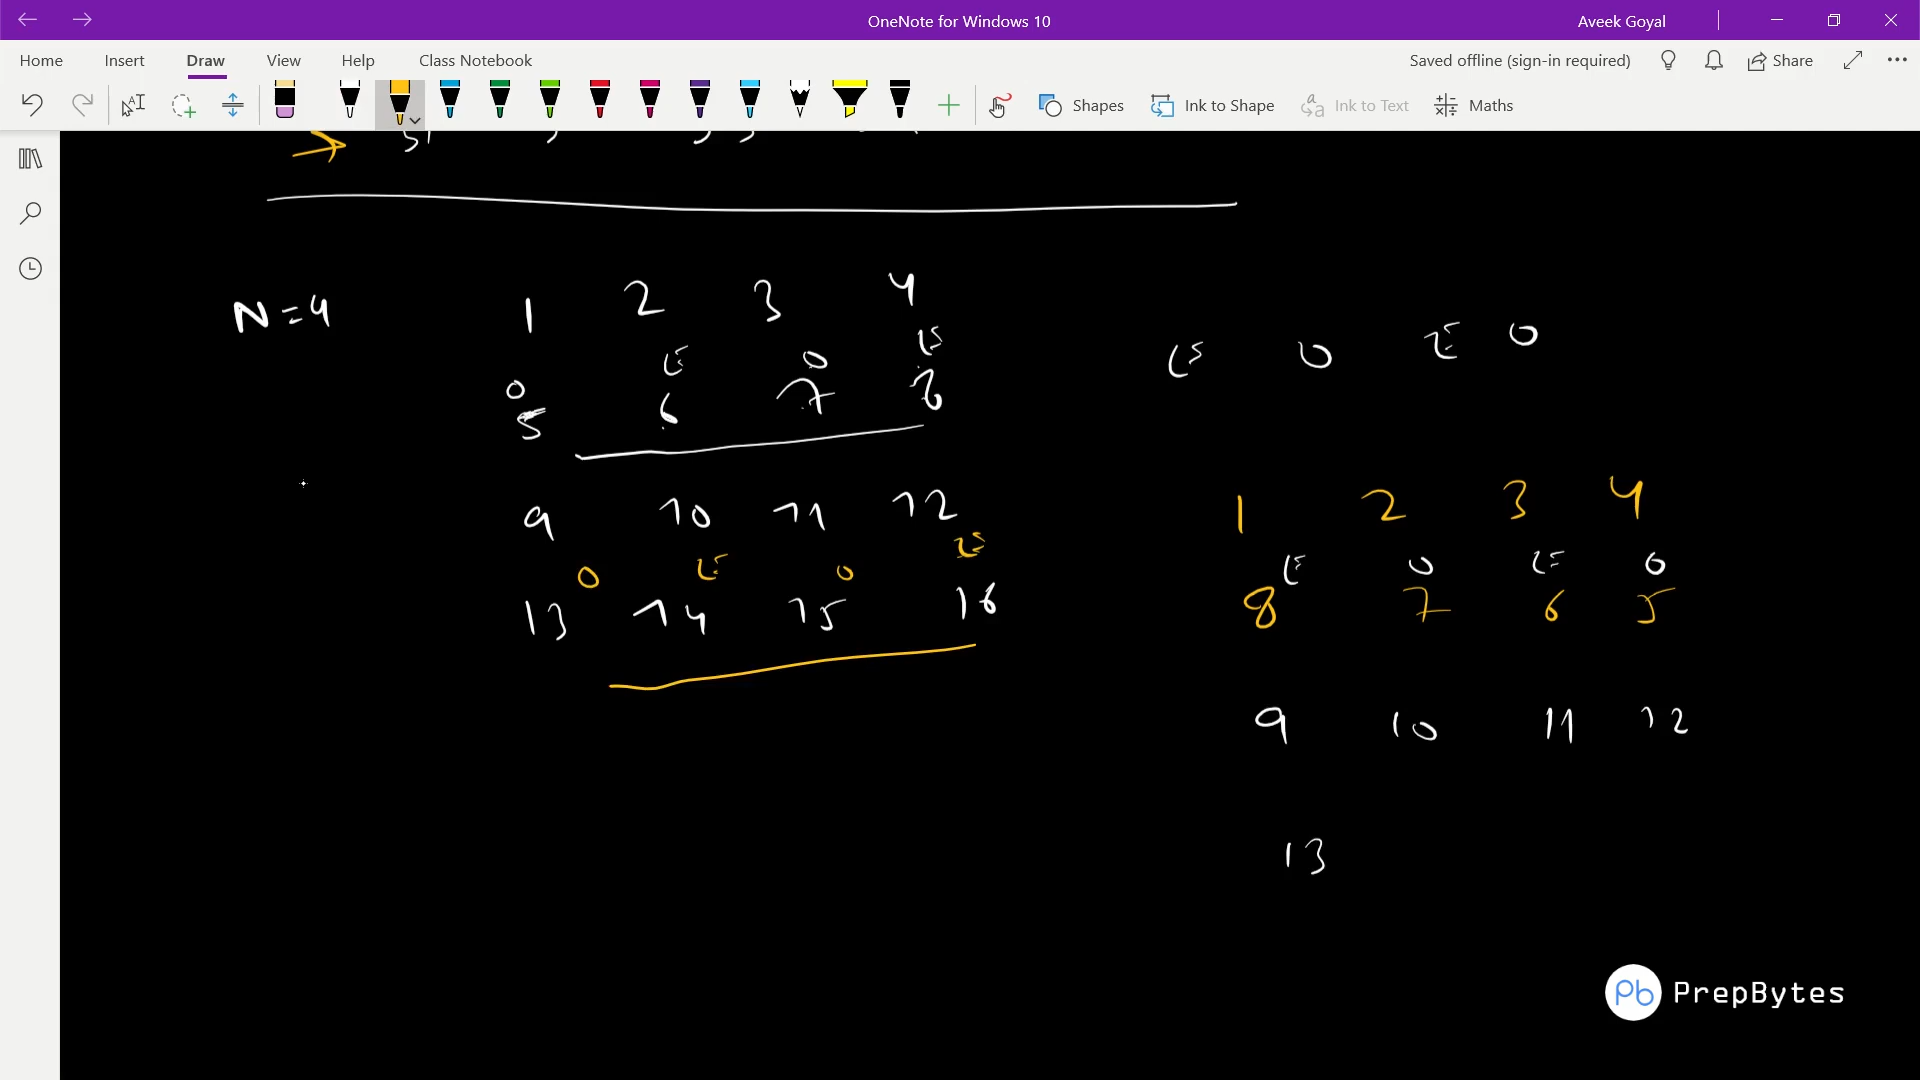 OneNote for Windows 10
Aveek Goyal
Home Insert Draw View Help Class Notebook
Saved offline (sign-in required) Share
Shapes Ink to Shape Ink to Text Maths
N=4
1 2 3 4
O E O E
5 6 7 8
9 10 11 12
O E O E
13 14 15 16
E O E O
1 2 3 4
E O E O
8 7 6 5
9 10 11 12
13
Pb PrepBytes